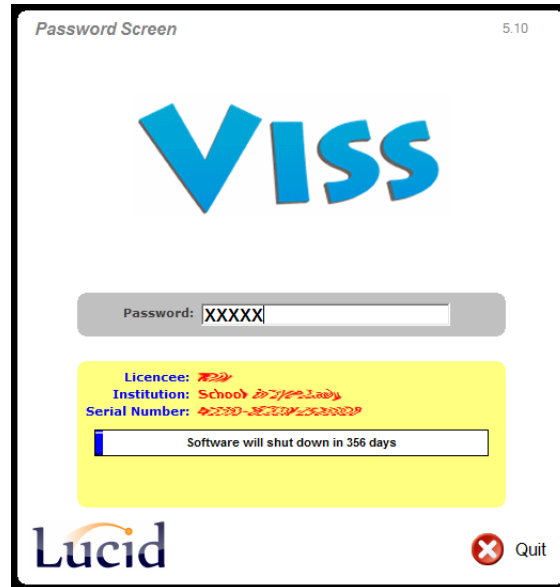 Password Screen 5.10
VISS
Password: XXXXX
Licencee:
Institution: School
Serial Number:
Software will shut down in 356 days
Lucid
Quit